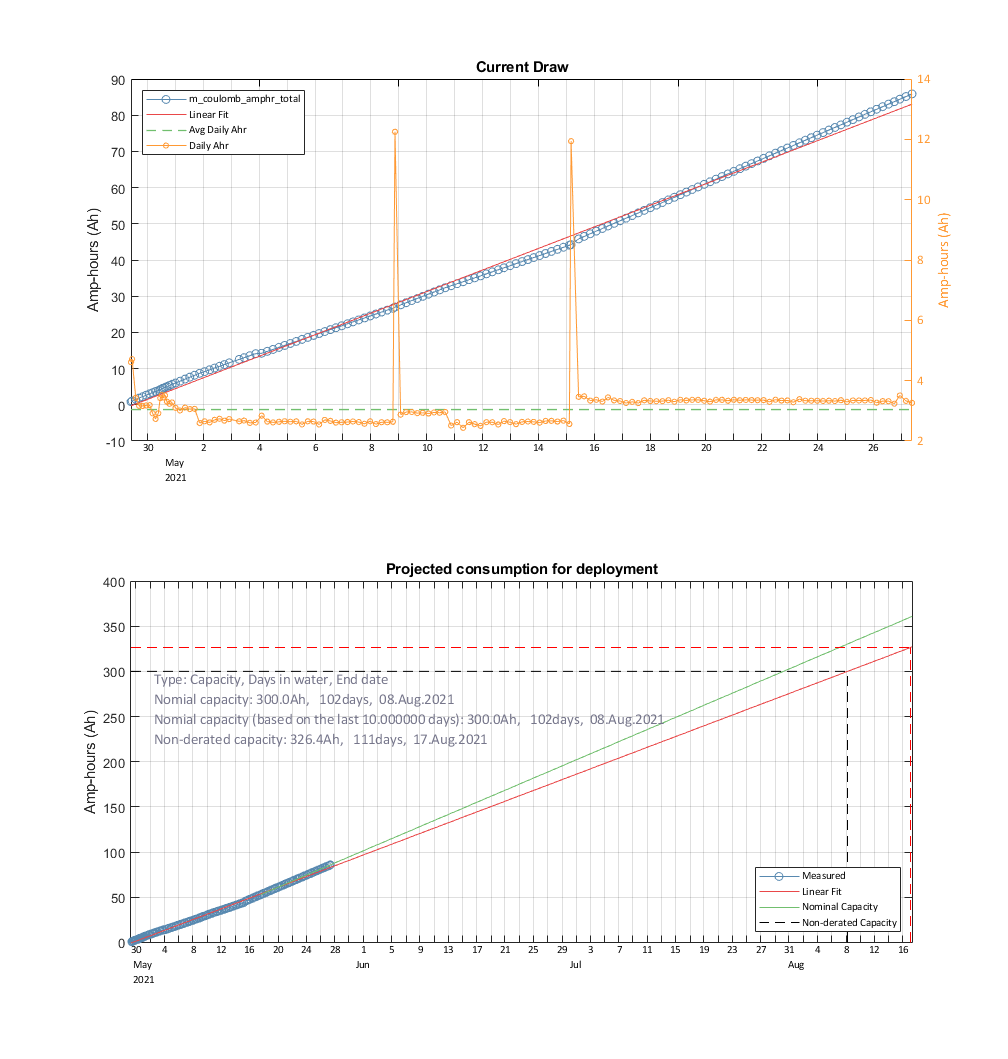 Current Draw
90
80
70
60
50
40
30
20
10
0
-10
Amp-hours (Ah)
14
12
10
8
6
4
2
Amp-hours (Ah)
m_coulomb_amphr_total
Linear Fit
Avg Daily Ahr
Daily Ahr
30 2 4 6 8 10 12 14 16 18 20 22 24 26
May
2021
Projected consumption for deployment
400
350
300
250
200
150
100
50
0
Amp-hours (Ah)
Type: Capacity, Days in water, End date
Nomial capacity: 300.0Ah, 102days, 08.Aug.2021
Nomial capacity (based on the last 10.000000 days): 300.0Ah, 102days, 08.Aug.2021
Non-derated capacity: 326.4Ah, 111days, 17.Aug.2021
Measured
Linear Fit
Nominal Capacity
Non-derated Capacity
30 4 8 12 16 20 24 28 1 5 9 13 17 21 25 29 3 7 11 15 19 23 27 31 4 8 12 16
May Jun Jul Aug
2021